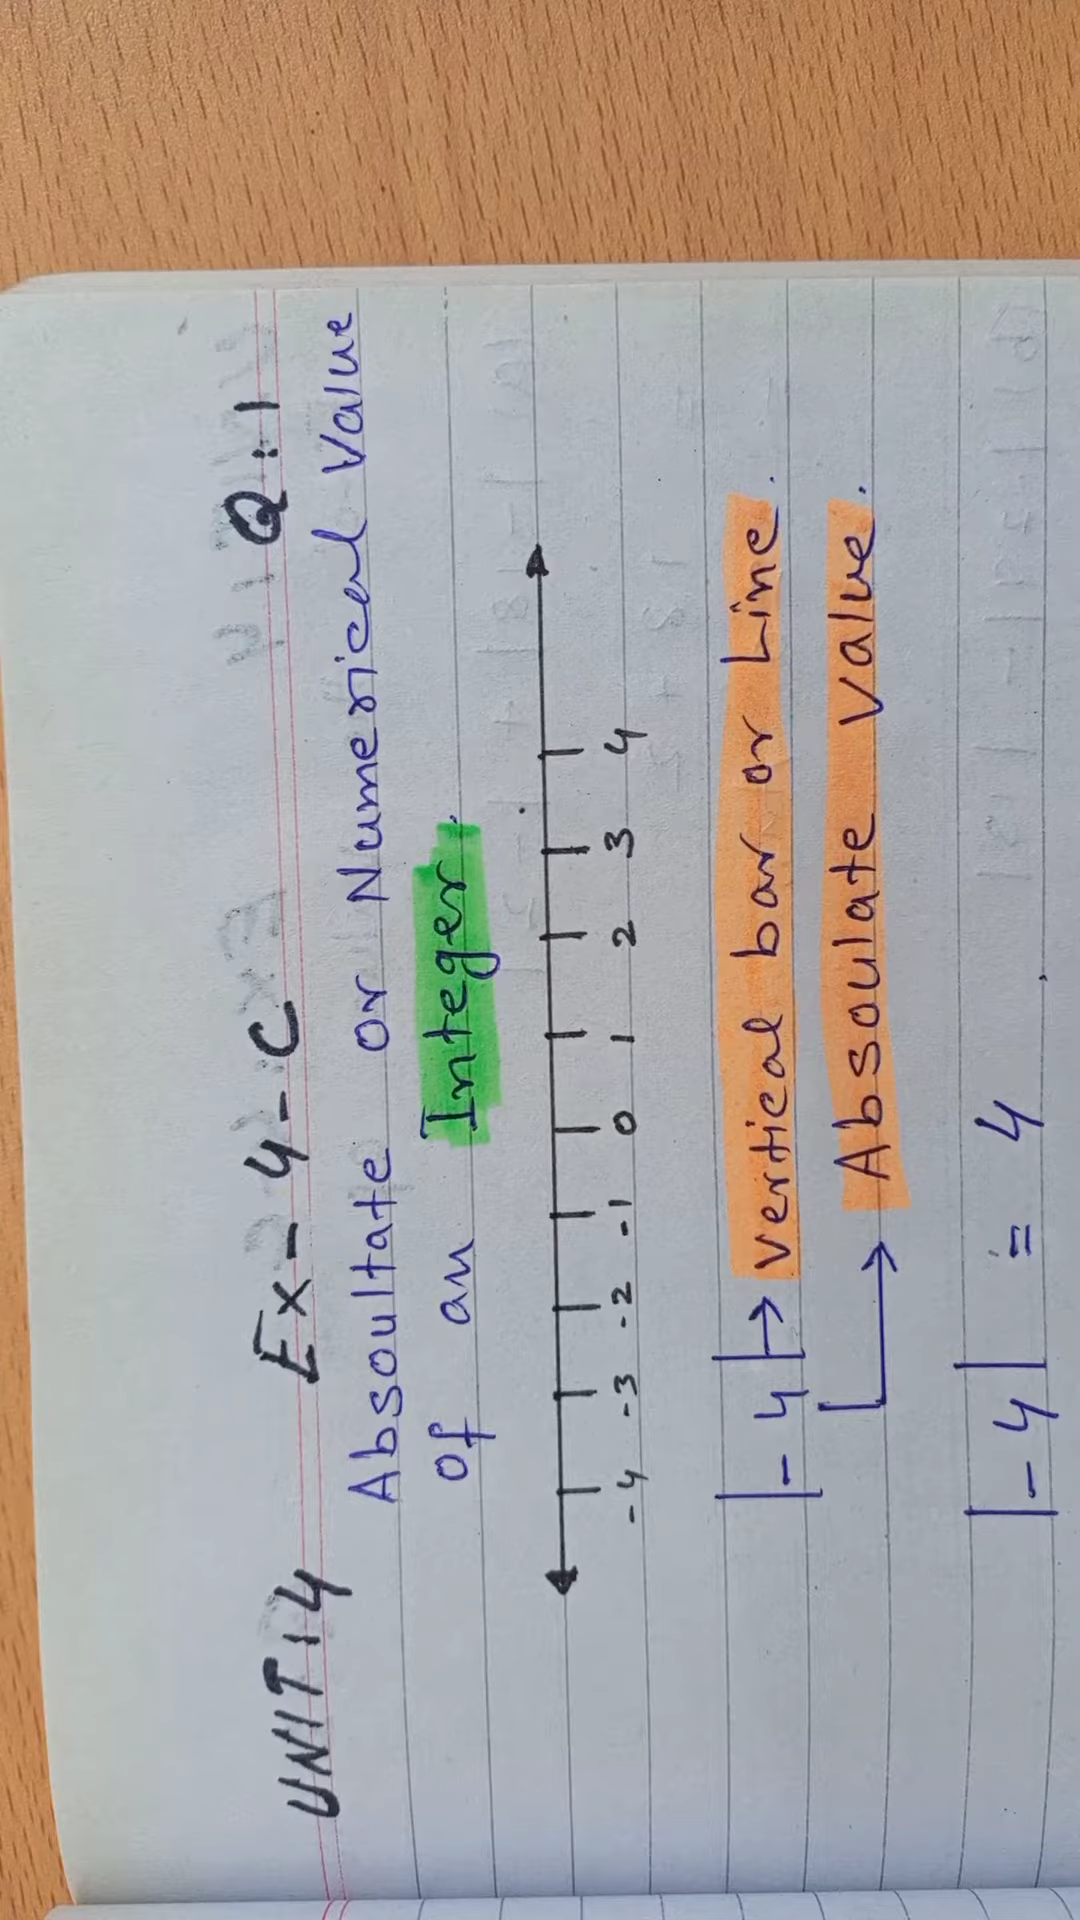 UNIT,4 Ex-4-C Q:1
Absoultate or Numerical Value
of an Integer.
-4 -3 -2 -1 0 1 2 3 4
|-4| → vertical bar or Line.
→ Absoulate value.
|-4| = 4